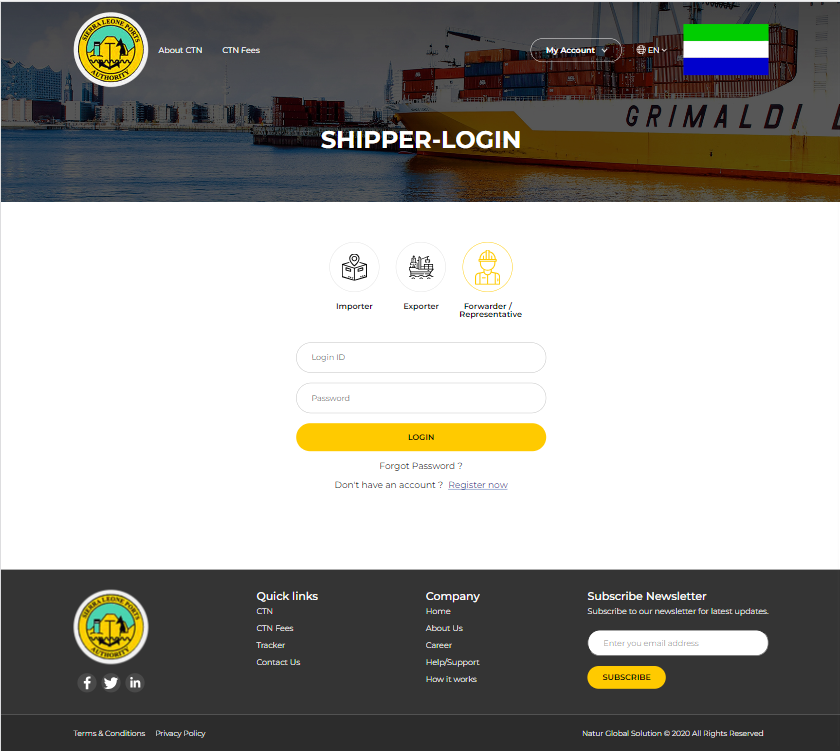 SIERRA LEONE PORTS
AUTHORITY
About CTN
CTN Fees
My Account
EN
GRIMALDI L
SHIPPER-LOGIN
Importer
Exporter
Forwarder /
Representative
Login ID
Password
LOGIN
Forgot Password ?
Don't have an account ? Register now
SIERRA LEONE PORTS
AUTHORITY
Quick links
CTN
CTN Fees
Tracker
Contact Us
Company
Home
About Us
Career
Help/Support
How it works
Subscribe Newsletter
Subscribe to our newsletter for latest updates.
Enter you email address
SUBSCRIBE
Terms & Conditions
Privacy Policy
Natur Global Solution © 2020 All Rights Reserved